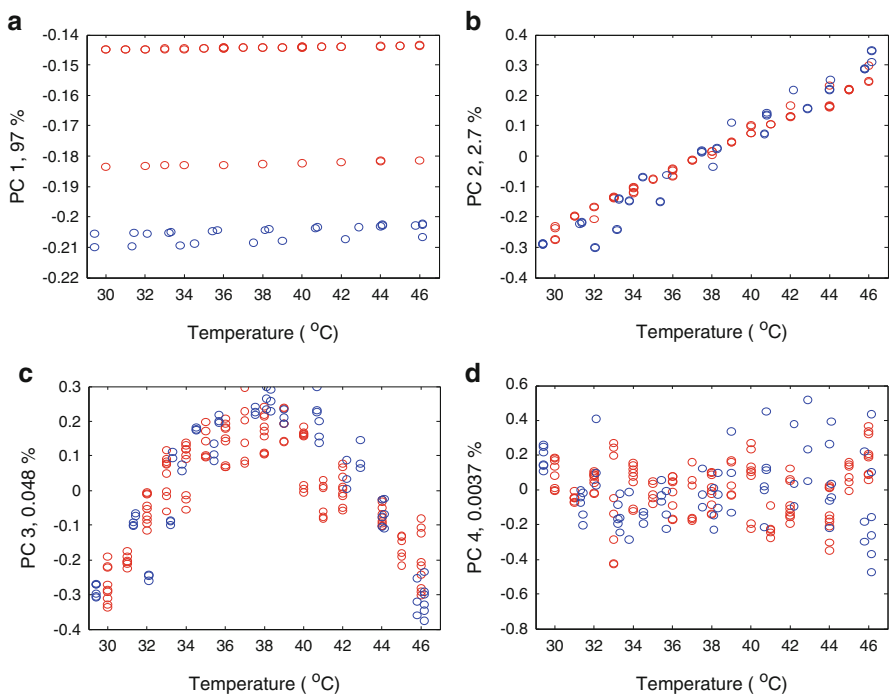 a
-0.14
-0.15
-0.16
-0.17
-0.18
-0.19
-0.2
-0.21
-0.22
PC 1, 97 %
30 32 34 36 38 40 42 44 46
Temperature ( °C)
b
0.4
0.3
0.2
0.1
0
-0.1
-0.2
-0.3
-0.4
PC 2, 2.7 %
30 32 34 36 38 40 42 44 46
Temperature ( °C)
c
0.3
0.2
0.1
0
-0.1
-0.2
-0.3
-0.4
PC 3, 0.048 %
30 32 34 36 38 40 42 44 46
Temperature ( °C)
d
0.6
0.4
0.2
0
-0.2
-0.4
-0.6
-0.8
PC 4, 0.0037 %
30 32 34 36 38 40 42 44 46
Temperature ( °C)